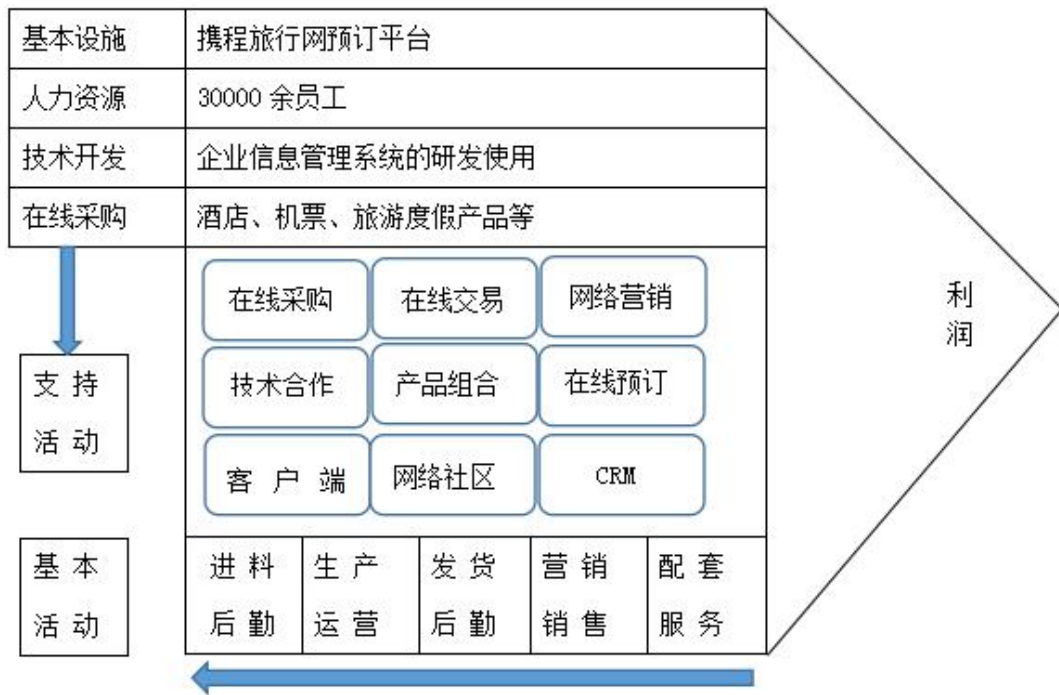 基本设施 携程旅行网预订平台
人力资源 30000 余员工
技术开发 企业信息管理系统的研发使用
在线采购 酒店、机票、旅游度假产品等
在线采购 在线交易 网络营销
技术合作 产品组合 在线预订
客户端 网络社区 CRM
支持
活动
利
润
基本
活动
进料 生产 发货 营销 配套
后勤 运营 后勤 销售 服务